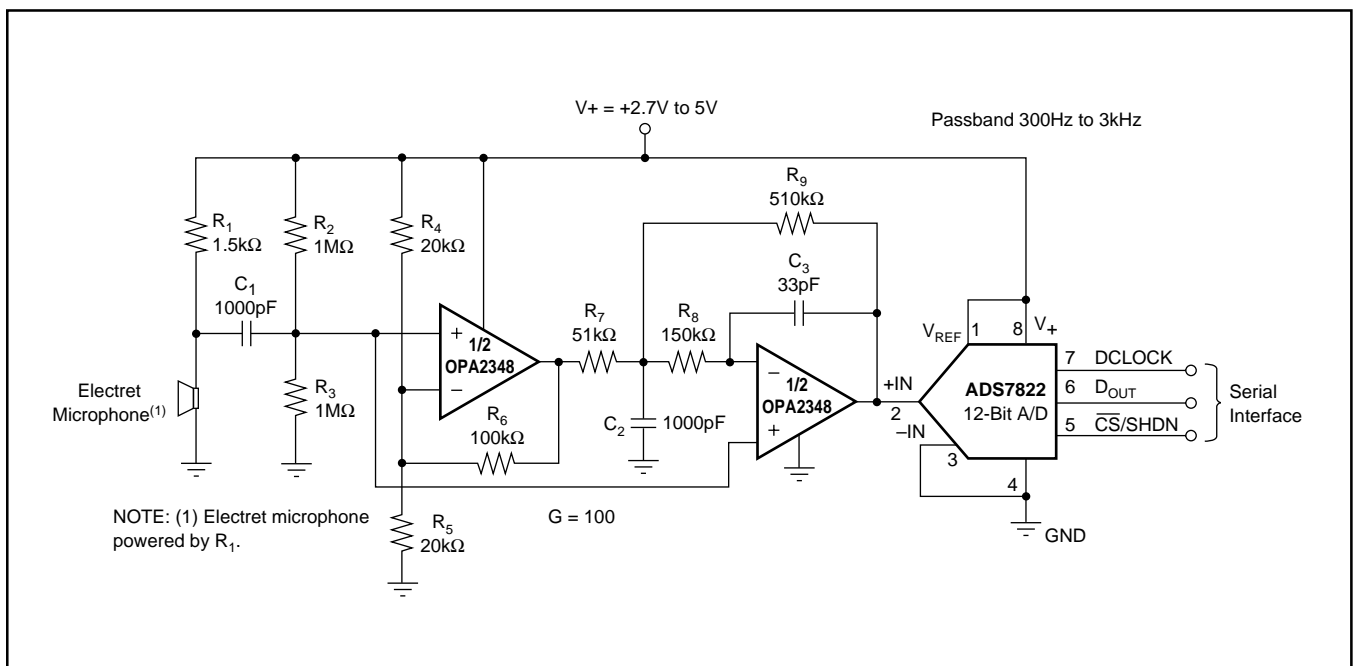 V+ = +2.7V to 5V
Passband 300Hz to 3kHz
R1
1.5kΩ
R2
1MΩ
R4
20kΩ
R9
510kΩ
C3
33pF
C1
1000pF
R7
51kΩ
R8
150kΩ
VREF
1
8
V+
+
1/2
OPA2348
−
−
1/2
OPA2348
+
+IN
2
−IN
3
ADS7822
12-Bit A/D
7
DCLOCK
6
DOUT
5
CS/SHDN
Serial
Interface
Electret
Microphone(1)
R3
1MΩ
R6
100kΩ
C2
1000pF
4
GND
NOTE: (1) Electret microphone
powered by R1.
R5
20kΩ
G = 100